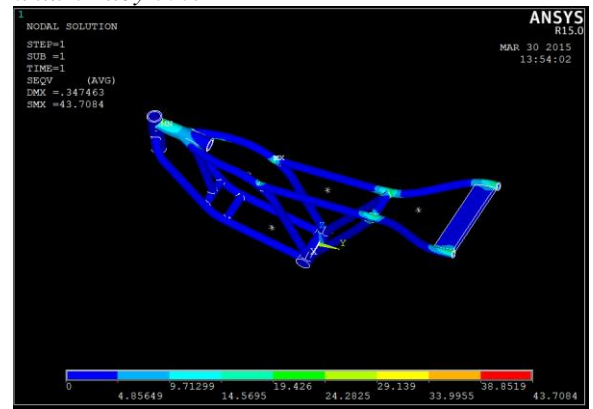 1
NODAL SOLUTION
STEP=1
SUB =1
TIME=1
SEQV (AVG)
DMX =.347463
SMX =43.7084
ANSYS
R15.0
MAR 30 2015
13:54:02
X
Y
0 9.71299 19.426 29.139 38.8519
4.85649 14.5695 24.2825 33.9955 43.7084